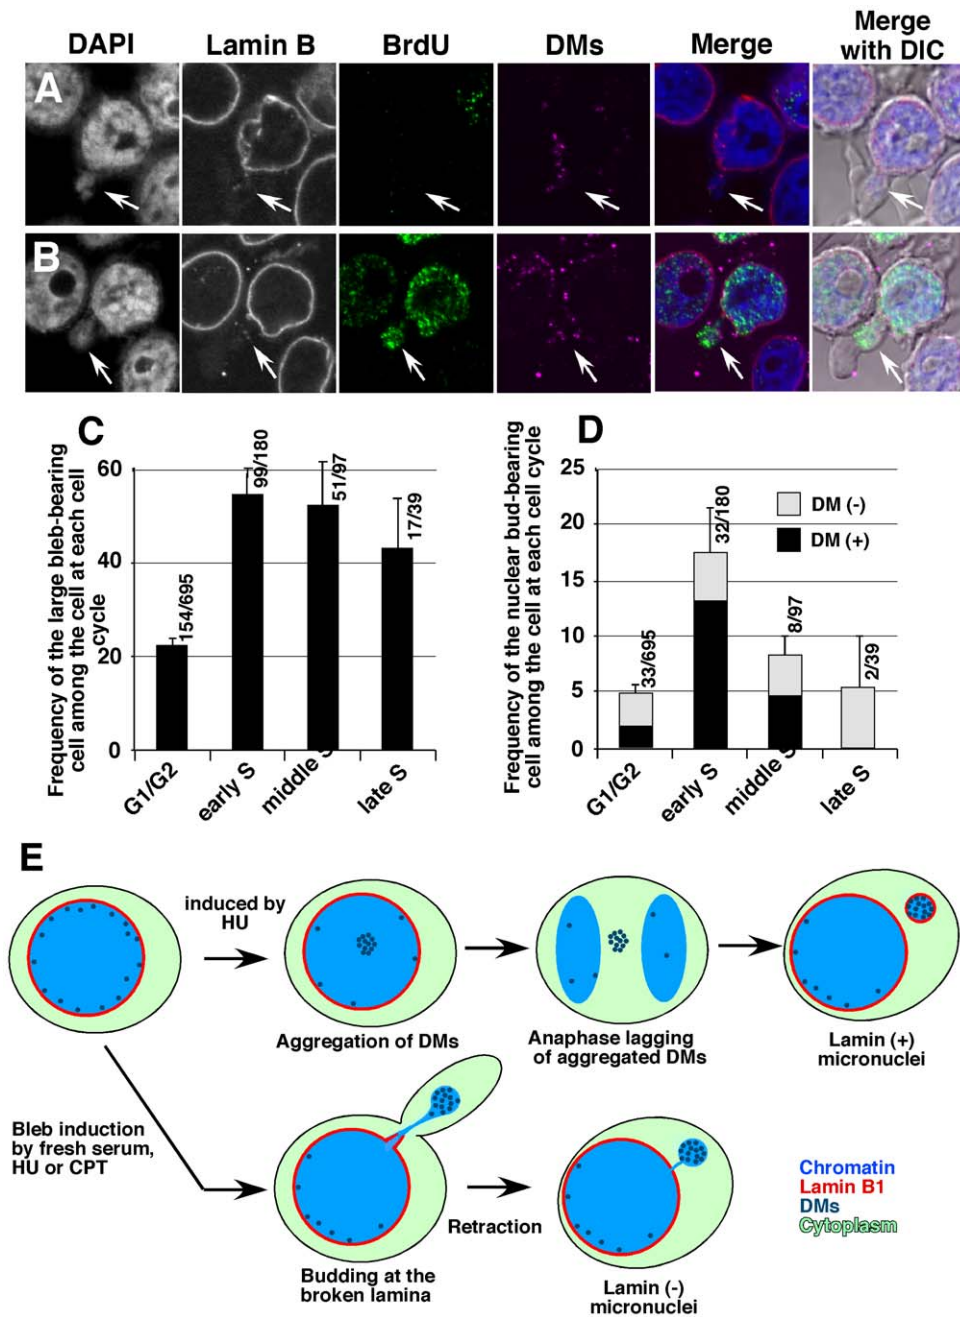 DAPI Lamin B BrdU DMs Merge Merge with DIC
A
B
C
Frequency of the large bleb-bearing
cell among the cell at each cell
cycle
60
40
20
0
154/695
99/180
51/97
17/39
G1/G2
early S
middle S
late S
D
Frequency of the nuclear bud-bearing
cell among the cell at each cell cycle
25
20
15
10
5
0
33/695
32/180
8/97
2/39
DM (-)
DM (+)
G1/G2
early S
middle S
late S
E
induced by
HU
Aggregation of DMs
Anaphase lagging
of aggregated DMs
Lamin (+)
micronuclei
Bleb induction
by fresh serum,
HU or CPT
Budding at the
broken lamina
Retraction
Lamin (-)
micronuclei
Chromatin
Lamin B1
DMs
Cytoplasm